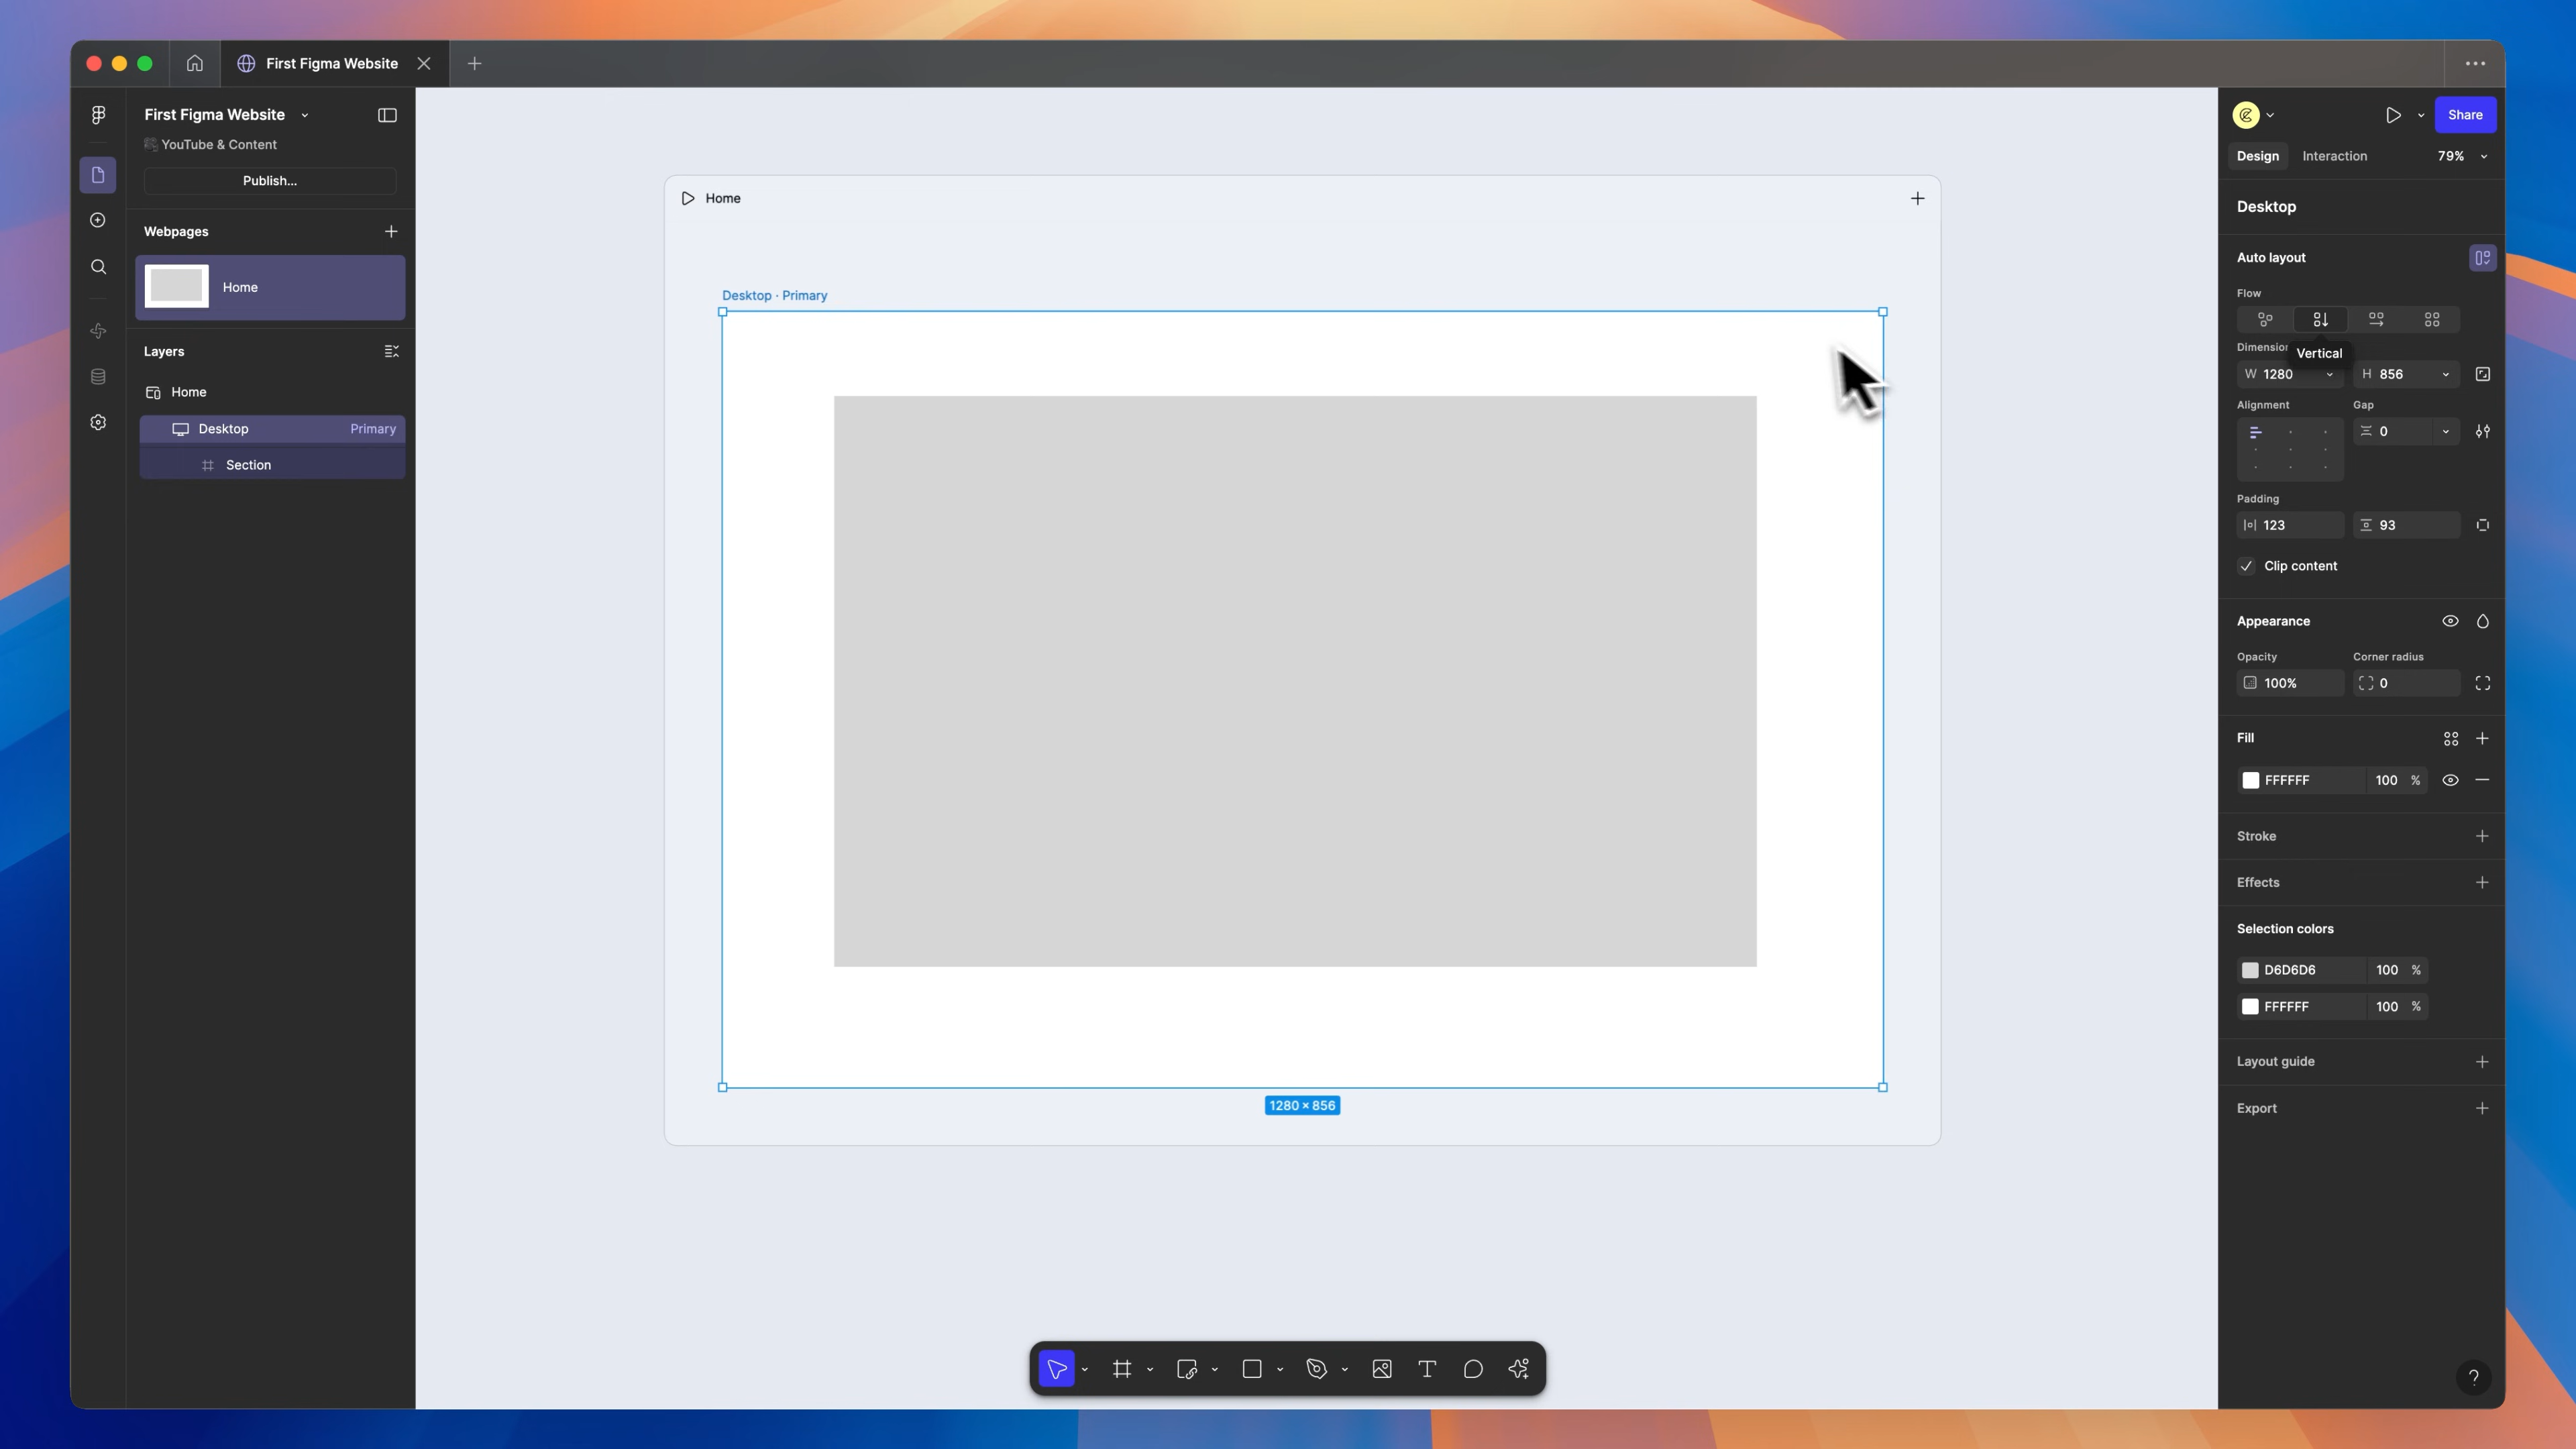 First Figma Website
First Figma Website
YouTube & Content
Publish...
Webpages
Home
Layers
Home
Desktop Primary
Section
Home
Desktop · Primary
1280 × 856
Share
Design Interaction 79%
Desktop
Auto layout
Flow
Vertical
W 1280 H 856
Alignment Gap
0
Padding
123 93
Clip content
Appearance
Opacity Corner radius
100% 0
Fill
FFFFFF 100 %
Stroke
Effects
Selection colors
D6D6D6 100 %
FFFFFF 100 %
Layout guide
Export
?